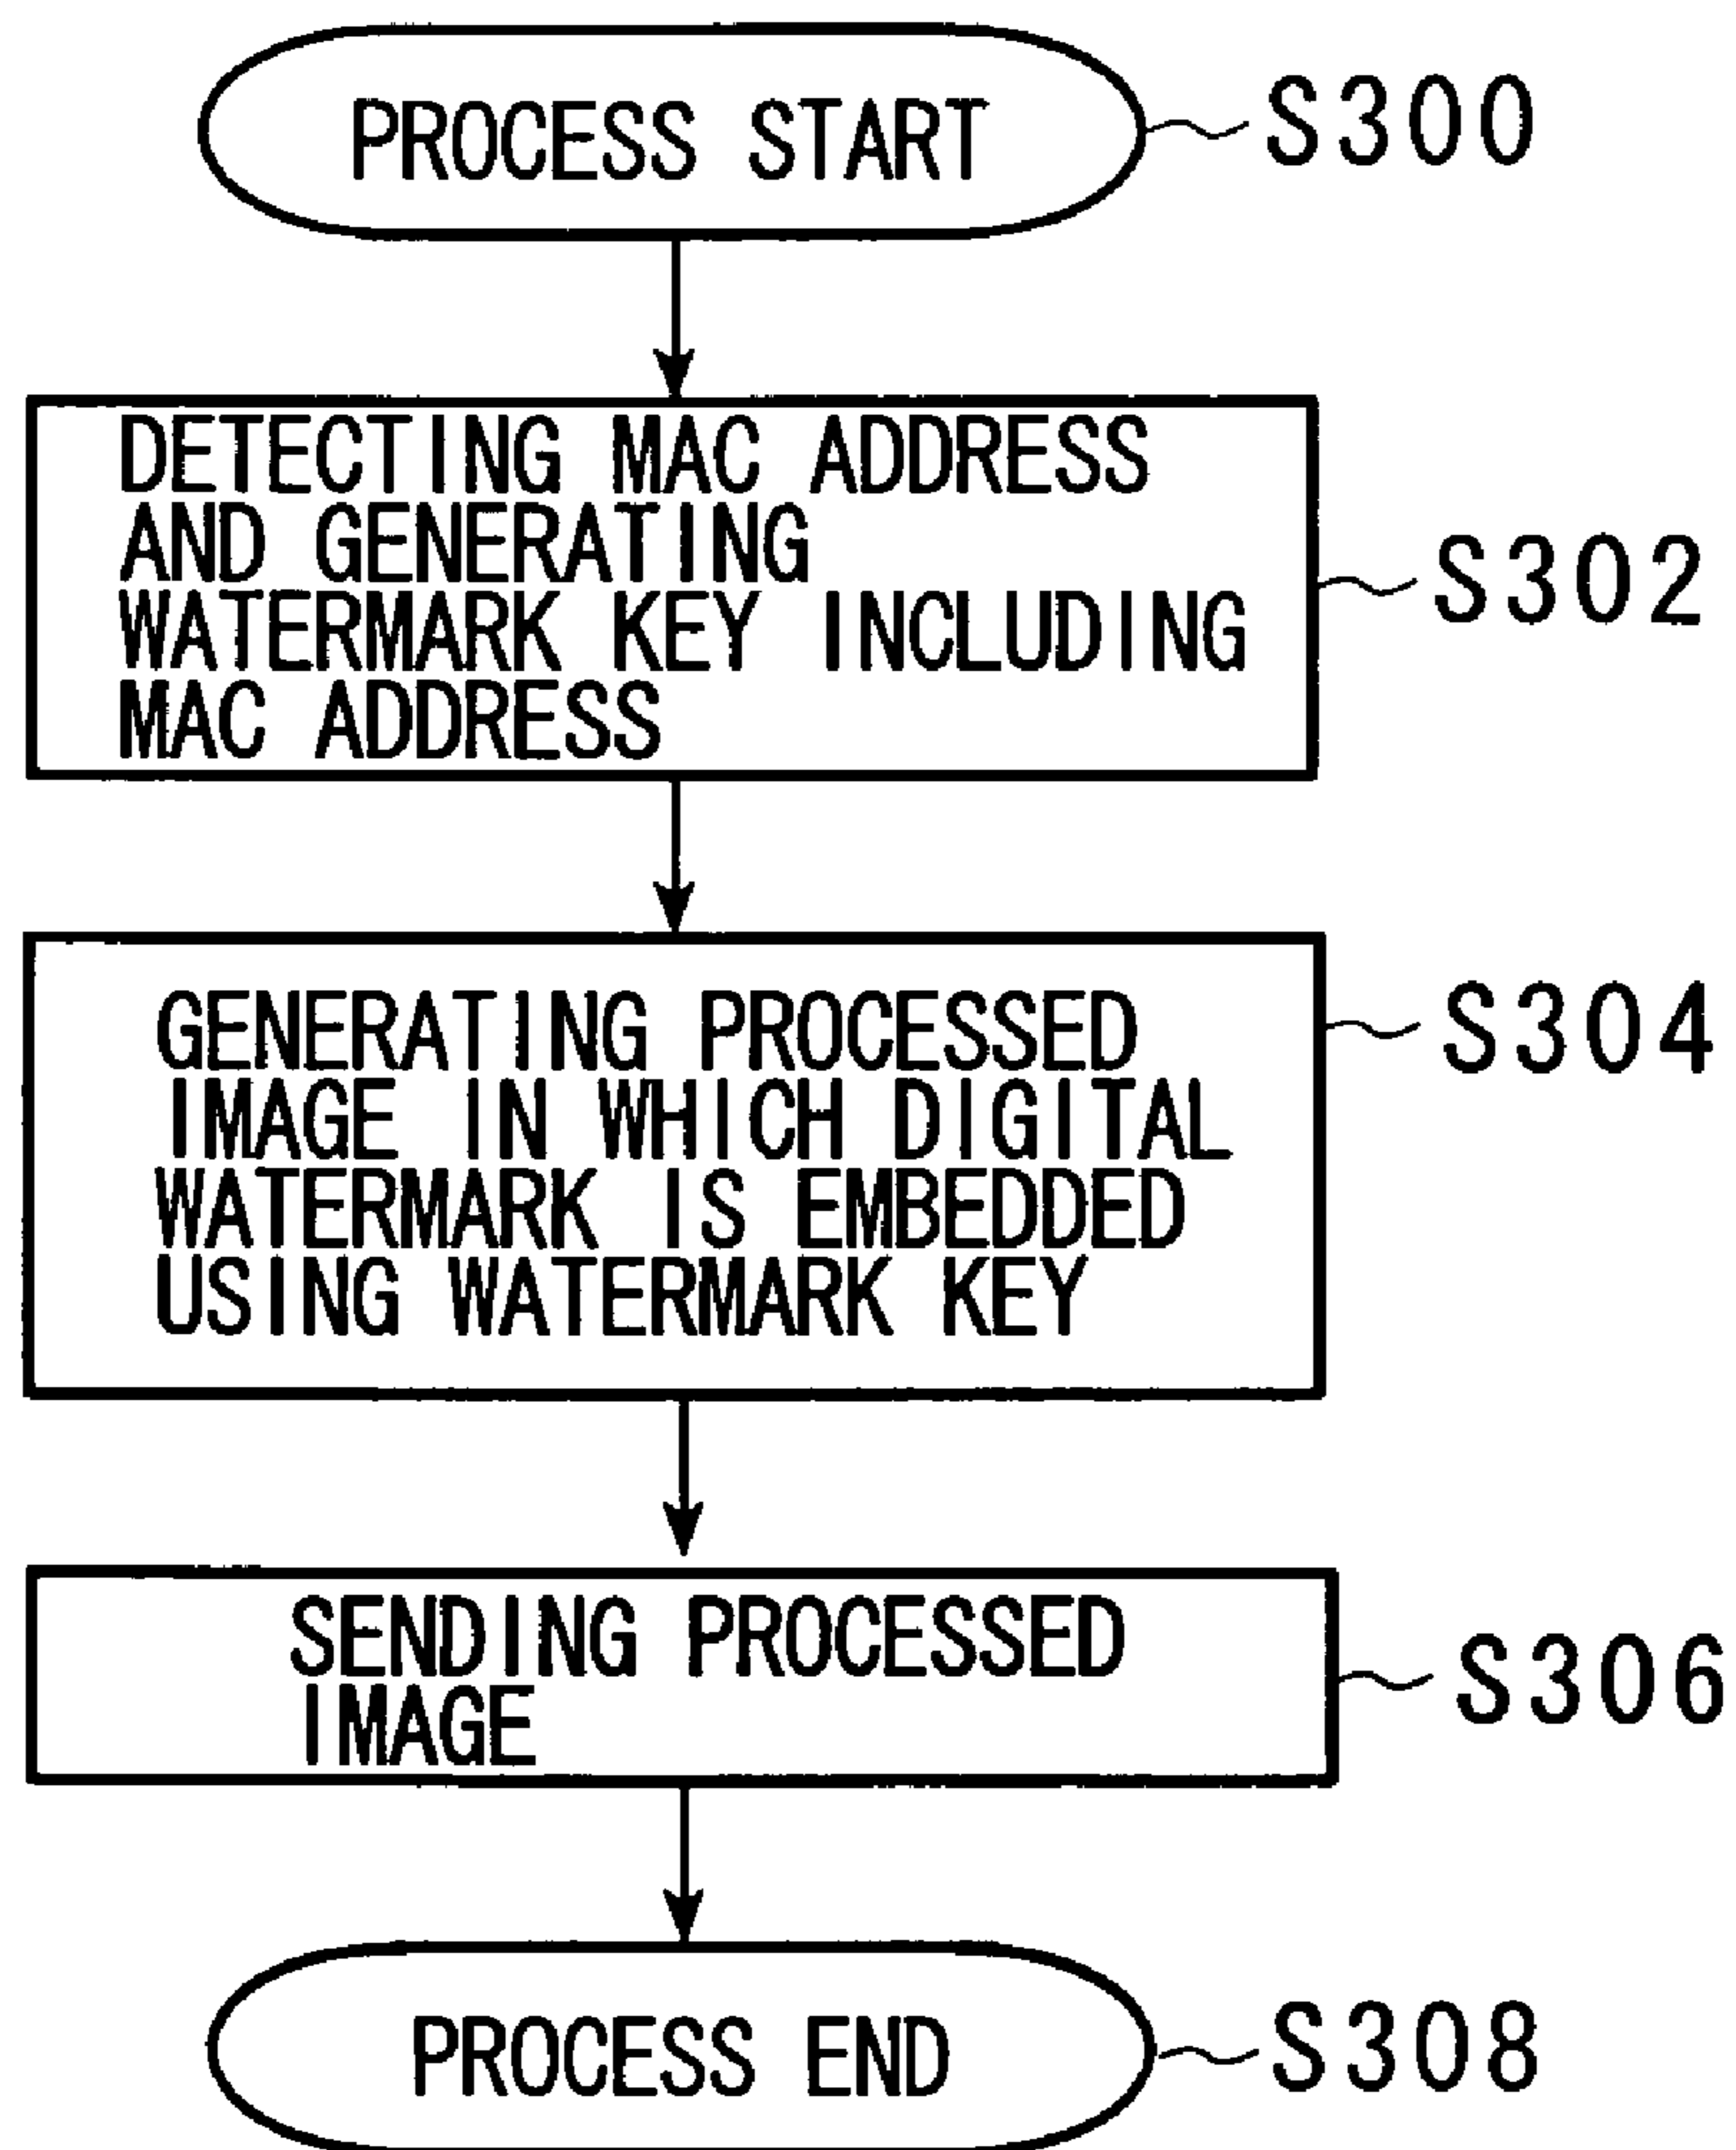 PROCESS START
S300
DETECTING MAC ADDRESS
AND GENERATING
WATERMARK KEY INCLUDING
MAC ADDRESS
S302
GENERATING PROCESSED
IMAGE IN WHICH DIGITAL
WATERMARK IS EMBEDDED
USING WATERMARK KEY
S304
SENDING PROCESSED
IMAGE
S306
PROCESS END
S308